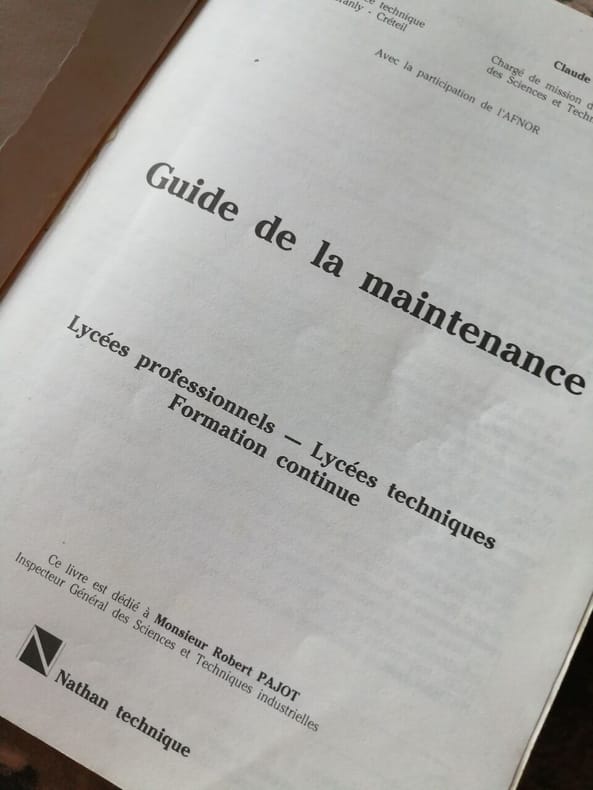 technique
Créteil
Claude
Chargé de mission
des Sciences et
Avec la participation de l'AFNOR
Guide de la maintenance
Lycées professionnels — Lycées techniques
Formation continue
Ce livre est dédié à Monsieur Robert PAJOT
Inspecteur Général des Sciences et Techniques industrielles
N
Nathan technique